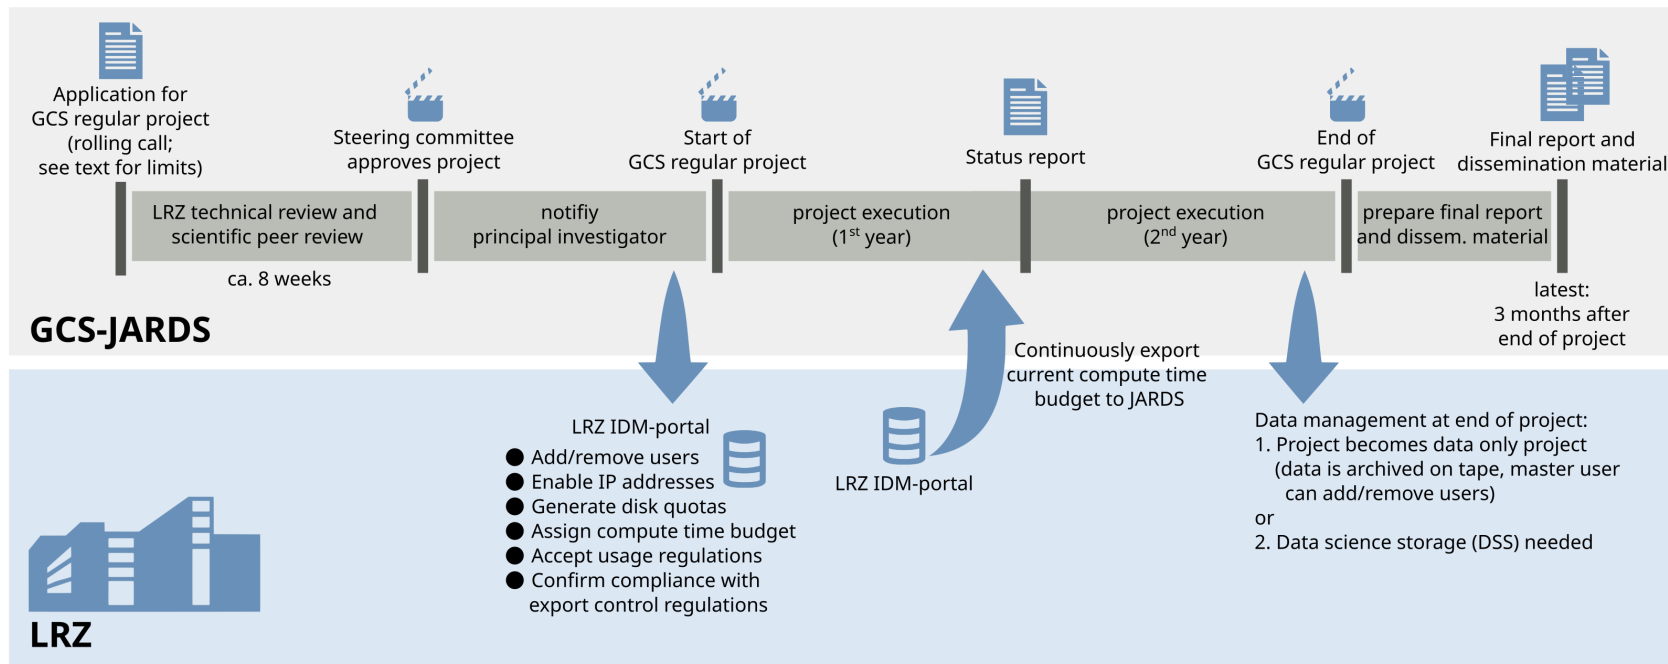 Application for
GCS regular project
(rolling call;
see text for limits)
Steering committee
approves project
Start of
GCS regular project
Status report
End of
GCS regular project
Final report and
dissemination material
LRZ technical review and
scientific peer review
notifiy
principal investigator
project execution
(1st year)
project execution
(2nd year)
prepare final report
and dissem. material
ca. 8 weeks
latest:
3 months after
end of project
GCS-JARDS
Continuously export
current compute time
budget to JARDS
LRZ IDM-portal
● Add/remove users
● Enable IP addresses
● Generate disk quotas
● Assign compute time budget
● Accept usage regulations
● Confirm compliance with
export control regulations
LRZ IDM-portal
Data management at end of project:
1. Project becomes data only project
(data is archived on tape, master user
can add/remove users)
or
2. Data science storage (DSS) needed
LRZ